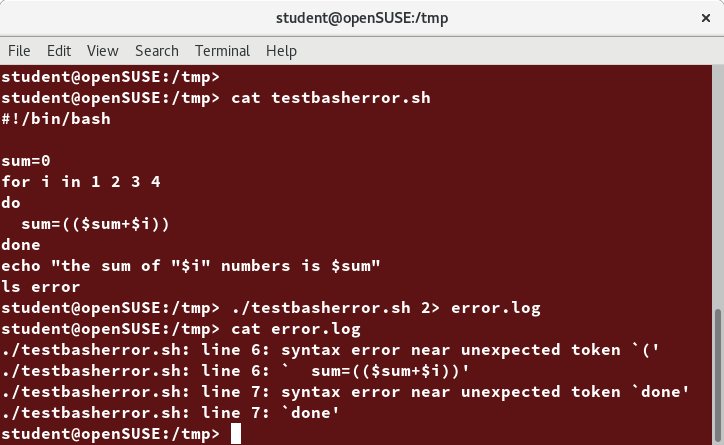 student@openSUSE:/tmp
File Edit View Search Terminal Help
student@openSUSE:/tmp>
student@openSUSE:/tmp> cat testbasherror.sh
#!/bin/bash

sum=0
for i in 1 2 3 4
do
  sum=(($sum+$i))
done
echo "the sum of "$i" numbers is $sum"
ls error
student@openSUSE:/tmp> ./testbasherror.sh 2> error.log
student@openSUSE:/tmp> cat error.log
./testbasherror.sh: line 6: syntax error near unexpected token `('
./testbasherror.sh: line 6: `  sum=(($sum+$i))'
./testbasherror.sh: line 7: syntax error near unexpected token `done'
./testbasherror.sh: line 7: `done'
student@openSUSE:/tmp>